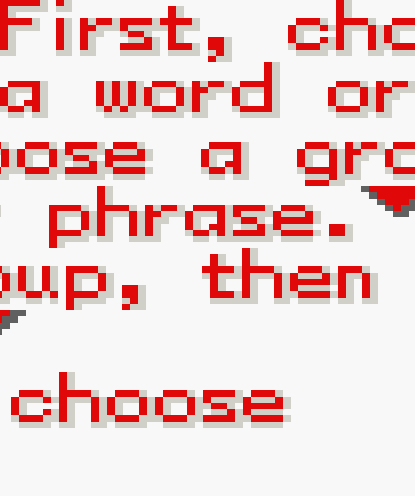 First, cho
a word or
oose a gro
phrase.
oup, then
choose